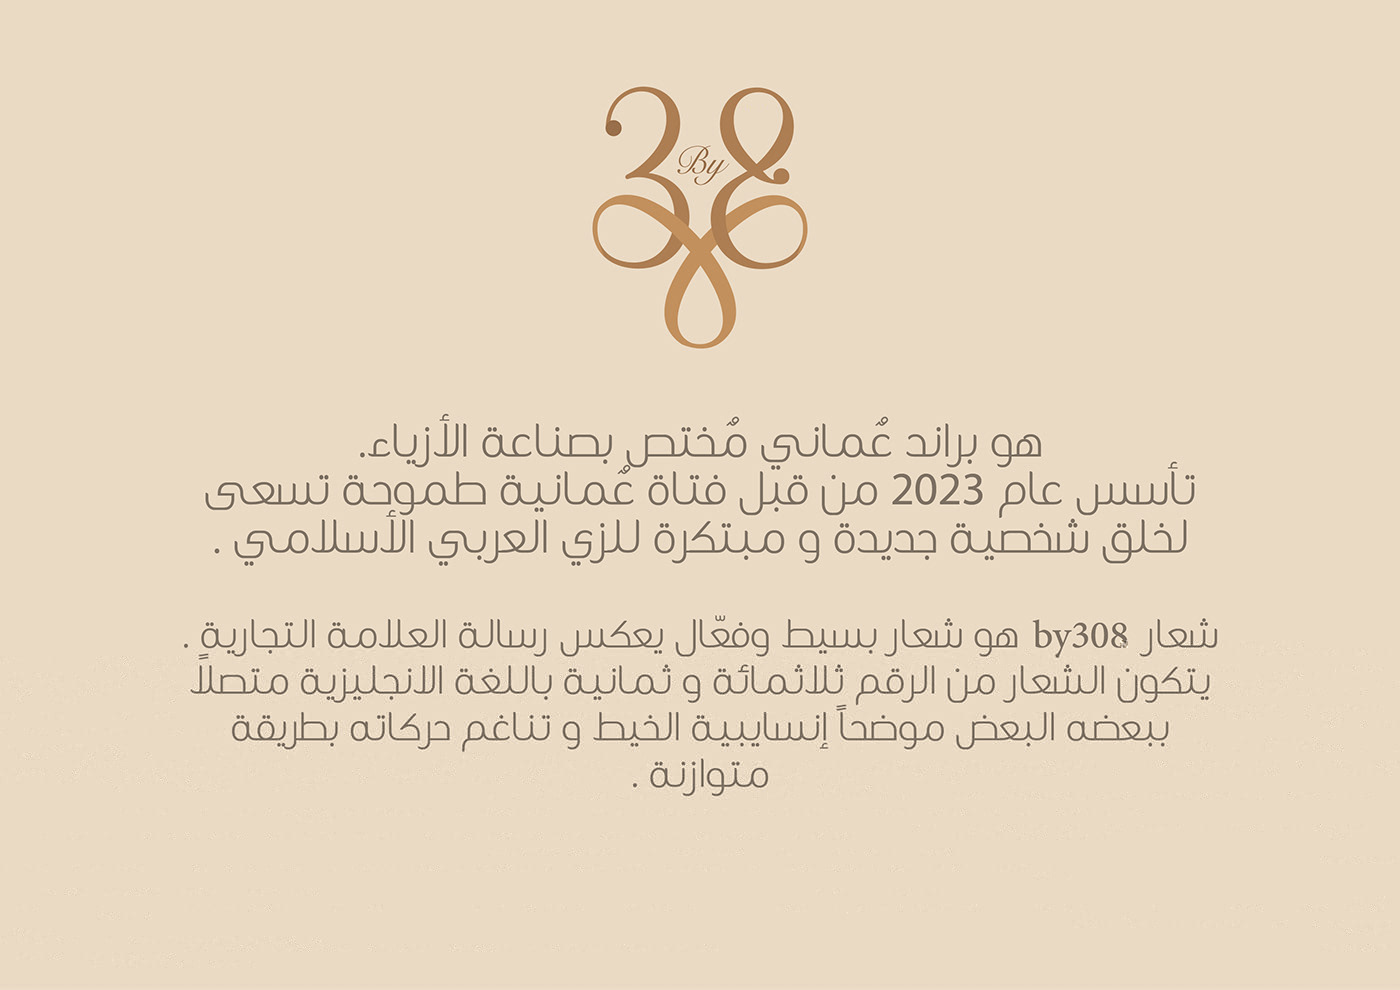 3 By 8
هو براند عُماني مُختص بصناعة الأزياء.
تأسس عام 2023 من قبل فتاة عُمانية طموحة تسعى
لخلق شخصية جديدة و مبتكرة للزي العربي الأسلامي .
شعار by308 هو شعار بسيط وفعّال يعكس رسالة العلامة التجارية .
يتكون الشعار من الرقم ثلاثمائة و ثمانية باللغة الانجليزية متصلاً
ببعضه البعض موضحاً إنسايبية الخيط و تناغم حركاته بطريقة
متوازنة .